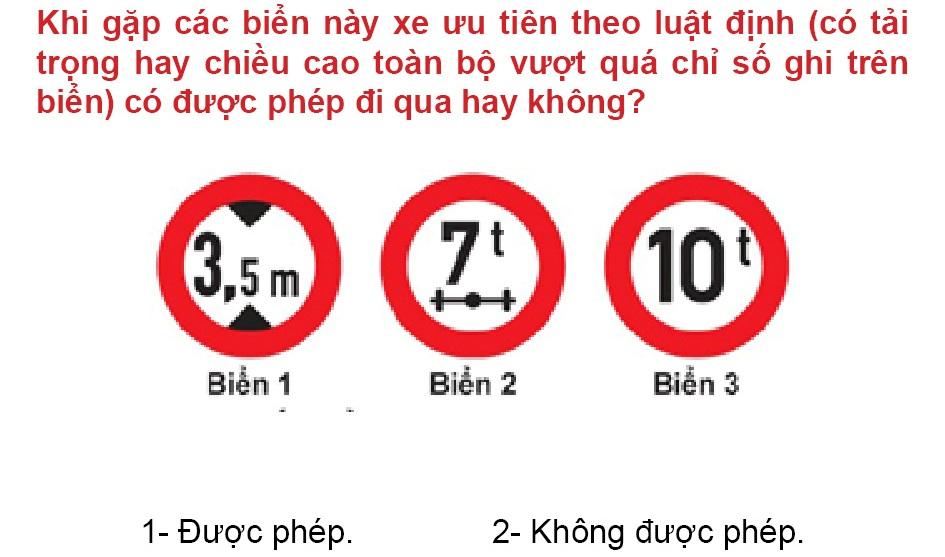 Khi gặp các biển này xe ưu tiên theo luật định (có tải
trọng hay chiều cao toàn bộ vượt quá chỉ số ghi trên
biển) có được phép đi qua hay không?
3,5 m
7 t
10 t
Biển 1
Biển 2
Biển 3
1- Được phép.
2- Không được phép.